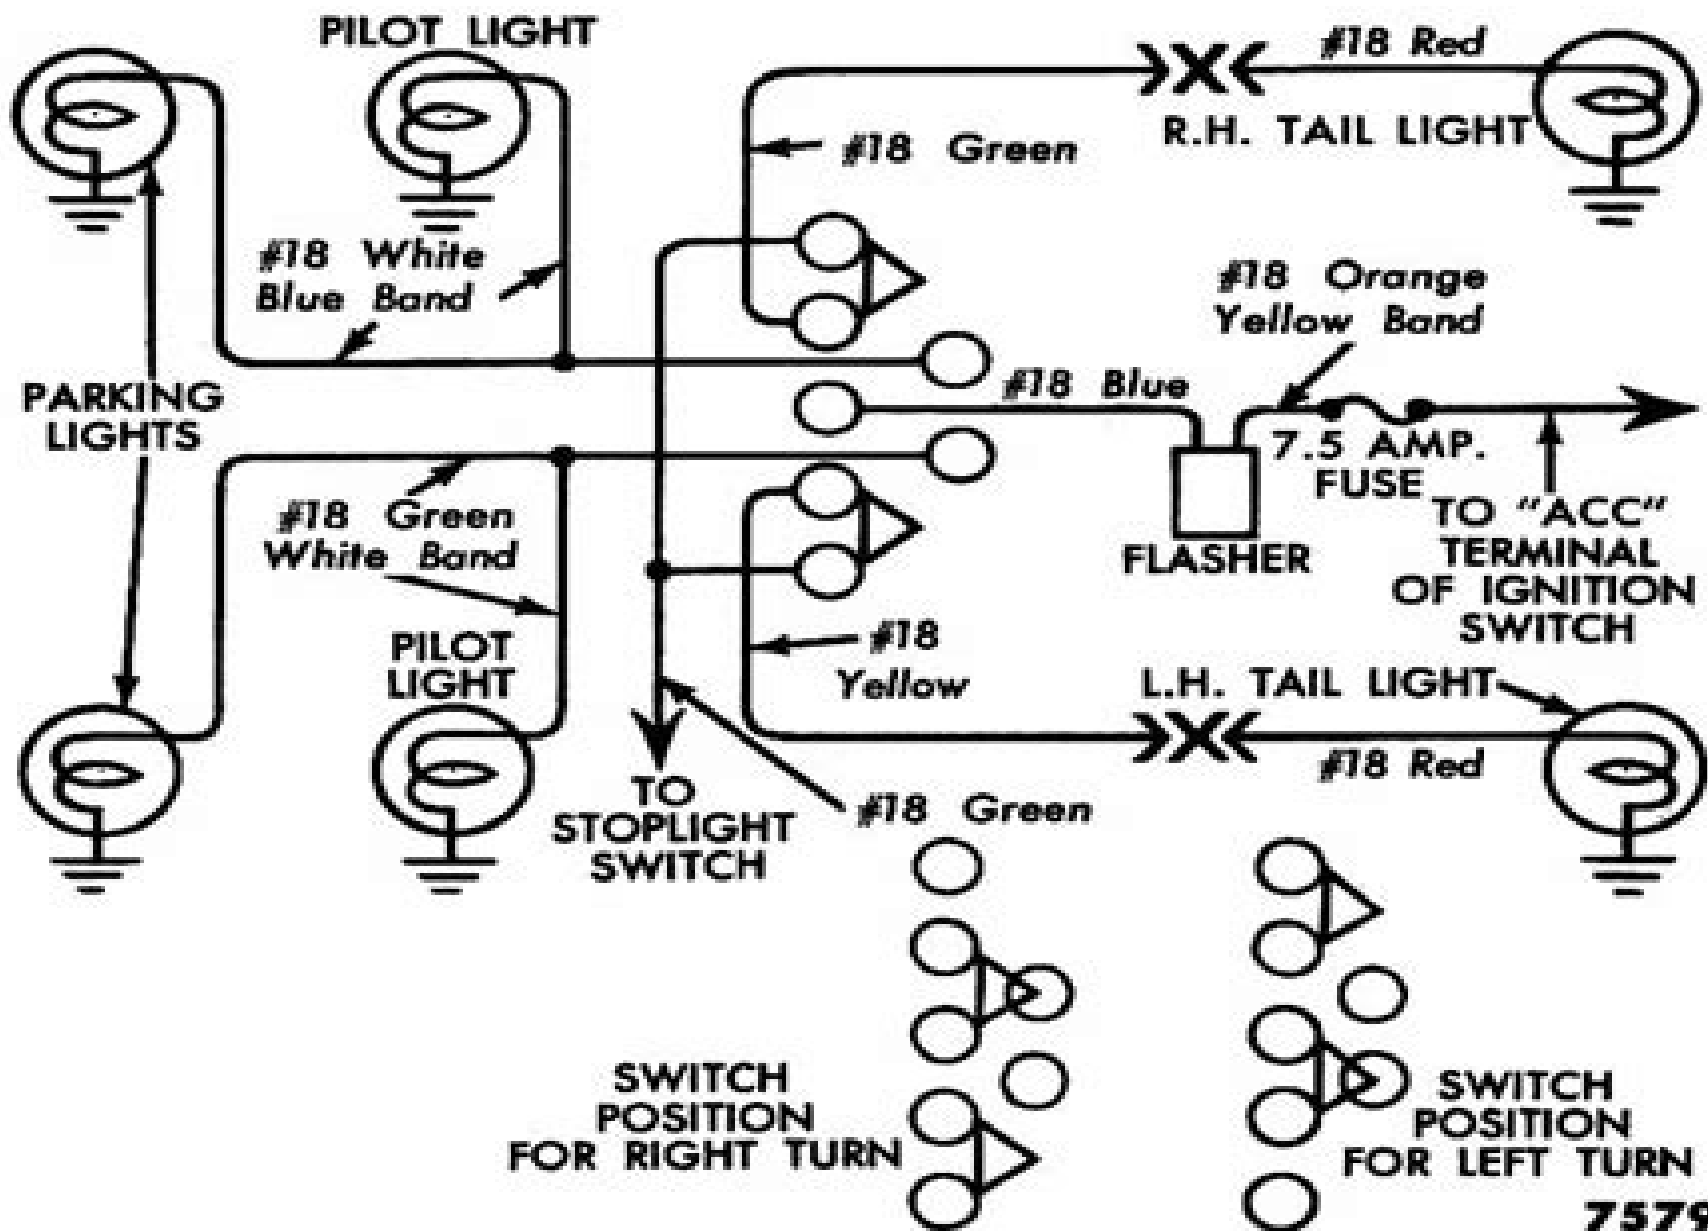 PILOT LIGHT
#18 Red
R.H. TAIL LIGHT
#18 Green
#18 White
Blue Band
#18 Orange
Yellow Band
PARKING
LIGHTS
#18 Blue
7.5 AMP.
FUSE
FLASHER
TO "ACC"
TERMINAL
OF IGNITION
SWITCH
#18 Green
White Band
PILOT
LIGHT
#18
Yellow
L.H. TAIL LIGHT
#18 Red
TO
STOPLIGHT
SWITCH
#18 Green
SWITCH
POSITION
FOR RIGHT TURN
SWITCH
POSITION
FOR LEFT TURN
7579